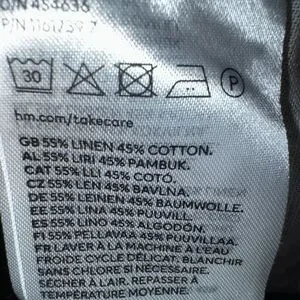 O/N 454636
P/N 1161739 7
30
P
hm.com/takecare
GB 55% LINEN 45% COTTON.
AL 55% LIRI 45% PAMBUK.
CAT 55% LLI 45% COTÓ.
CZ 55% LEN 45% BAVLNA.
DE 55% LEINEN 45% BAUMWOLLE.
EE 55% LINA 45% PUUVILL.
ES 55% LINO 45% ALGODÓN.
FI 55% PELLAVAA 45% PUUVILLAA.
FR LAVER À LA MACHINE À L'EAU
FROIDE CYCLE DÉLICAT. BLANCHIR
SANS CHLORE SI NÉCESSAIRE.
SÉCHER À L'AIR. REPASSER À
TEMPÉRATURE MOYENNE.